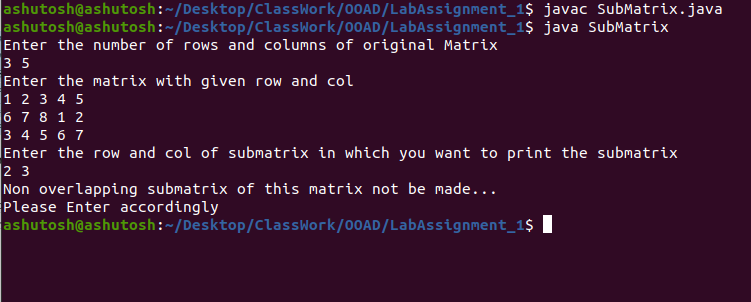 ashutosh@ashutosh:~/Desktop/ClassWork/OOAD/LabAssignment_1$ javac SubMatrix.java
ashutosh@ashutosh:~/Desktop/ClassWork/OOAD/LabAssignment_1$ java SubMatrix
Enter the number of rows and columns of original Matrix
3 5
Enter the matrix with given row and col
1 2 3 4 5
6 7 8 1 2
3 4 5 6 7
Enter the row and col of submatrix in which you want to print the submatrix
2 3
Non overlapping submatrix of this matrix not be made...
Please Enter accordingly
ashutosh@ashutosh:~/Desktop/ClassWork/OOAD/LabAssignment_1$